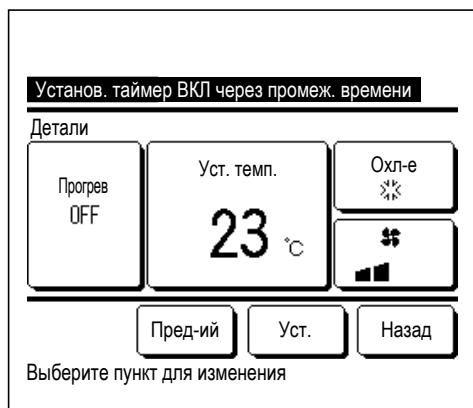 Установ. таймер ВКЛ через промеж. времени
Детали
Прогрев
OFF
Уст. темп.
23 °C
Охл-е
Пред-ий
Уст.
Назад
Выберите пункт для изменения